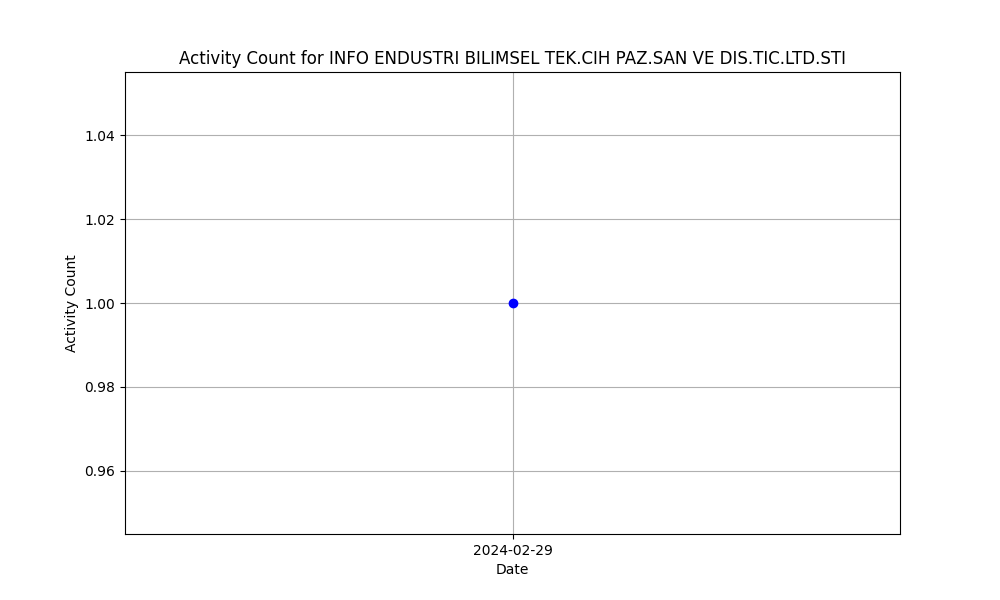 Activity Count for INFO ENDUSTRI BILIMSEL TEK.CIH PAZ.SAN VE DIS.TIC.LTD.STI
1.04
1.02
1.00
0.98
0.96
Activity Count
2024-02-29
Date